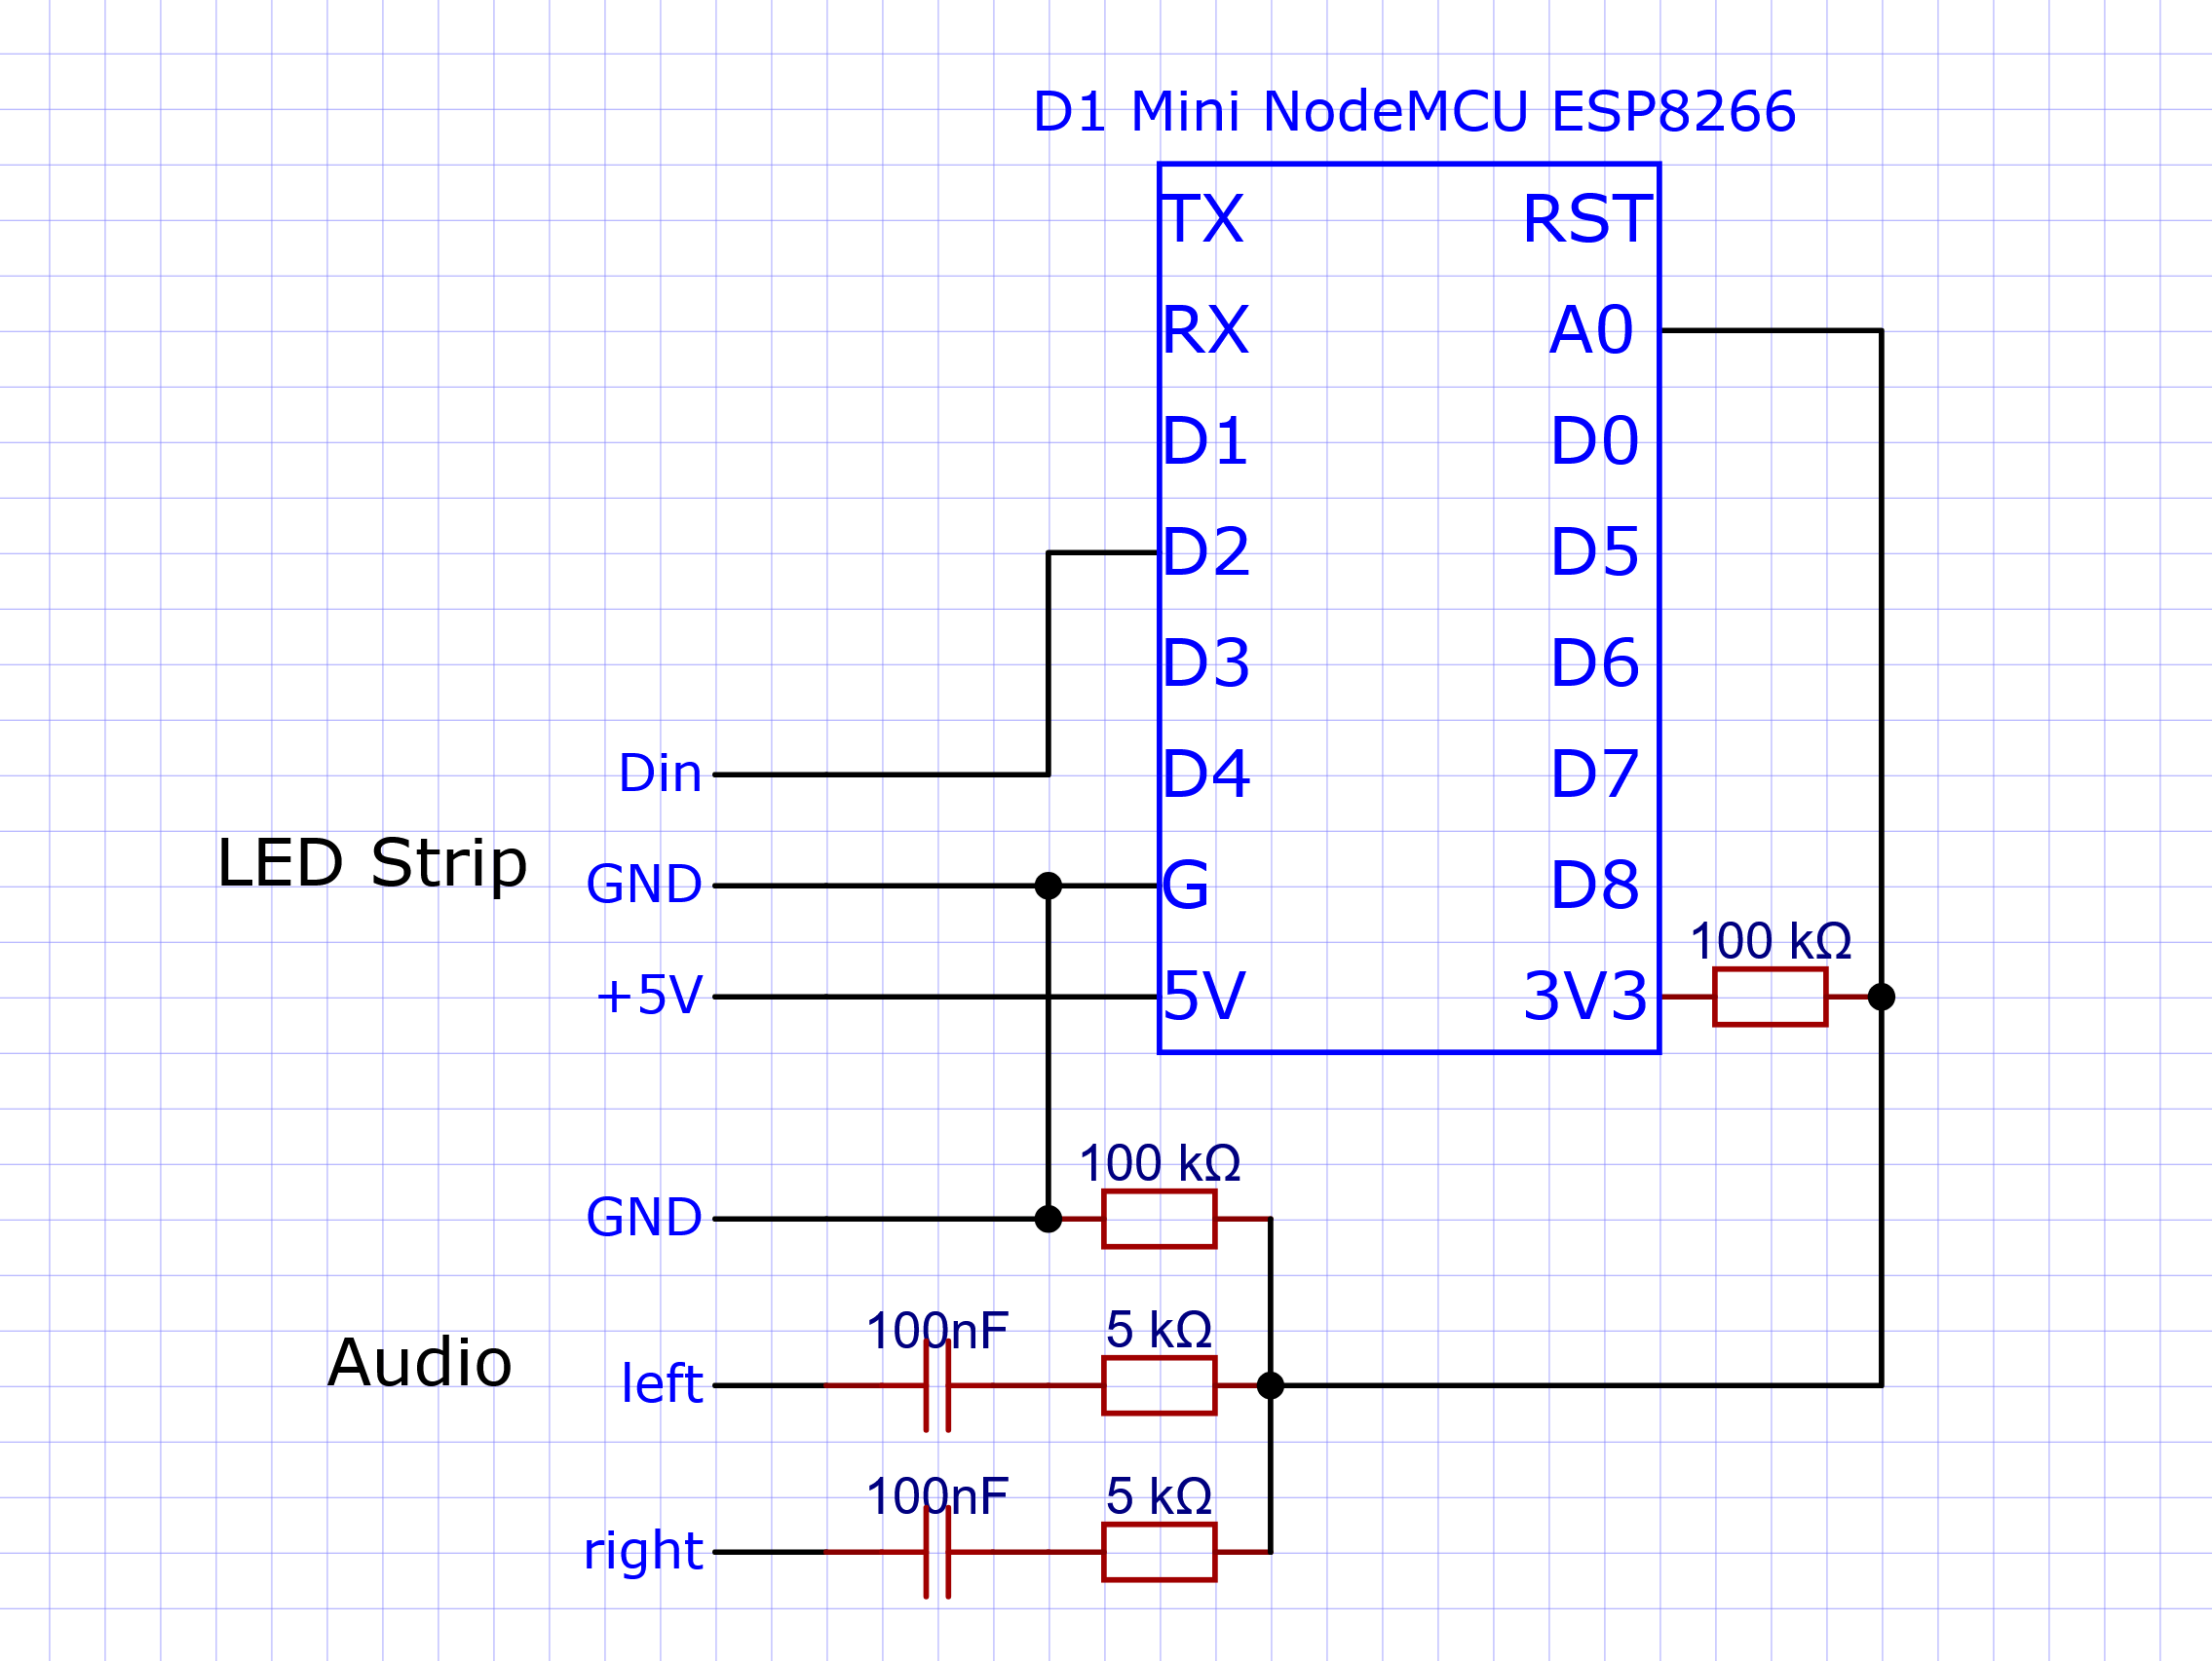 D1 Mini NodeMCU ESP8266
TX RST
RX A0
D1 D0
D2 D5
D3 D6
Din D4 D7
LED Strip
GND G D8
100 kΩ
+5V 5V 3V3
100 kΩ
GND
100nF 5 kΩ
Audio
left
100nF 5 kΩ
right